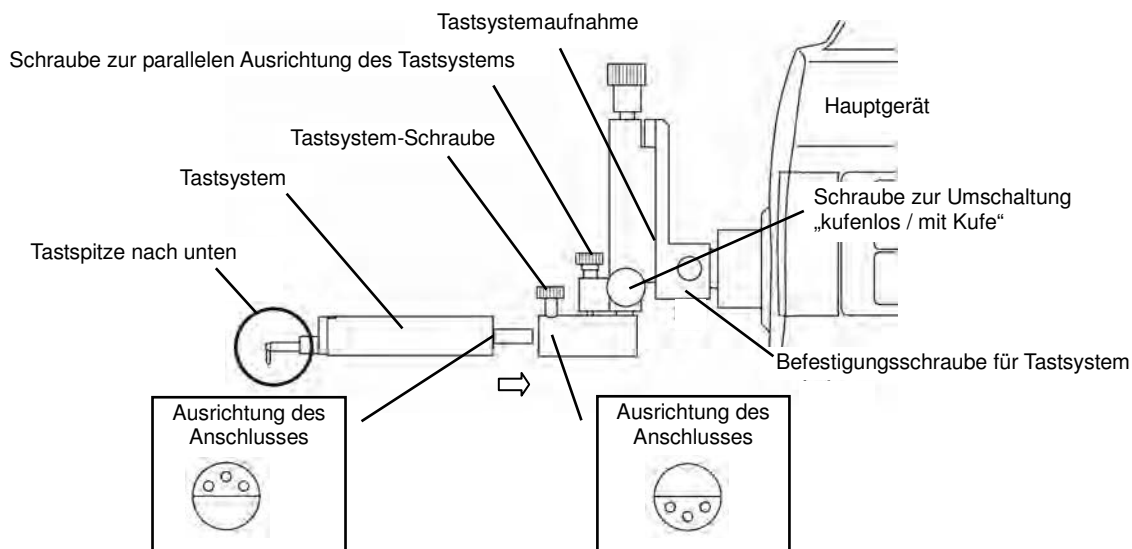 Tastsystemaufnahme
Schraube zur parallelen Ausrichtung des Tastsystems
Hauptgerät
Tastsystem-Schraube
Tastsystem
Schraube zur Umschaltung
„kufenlos / mit Kufe“
Tastspitze nach unten
Befestigungsschraube für Tastsystem
Ausrichtung des
Anschlusses
Ausrichtung des
Anschlusses